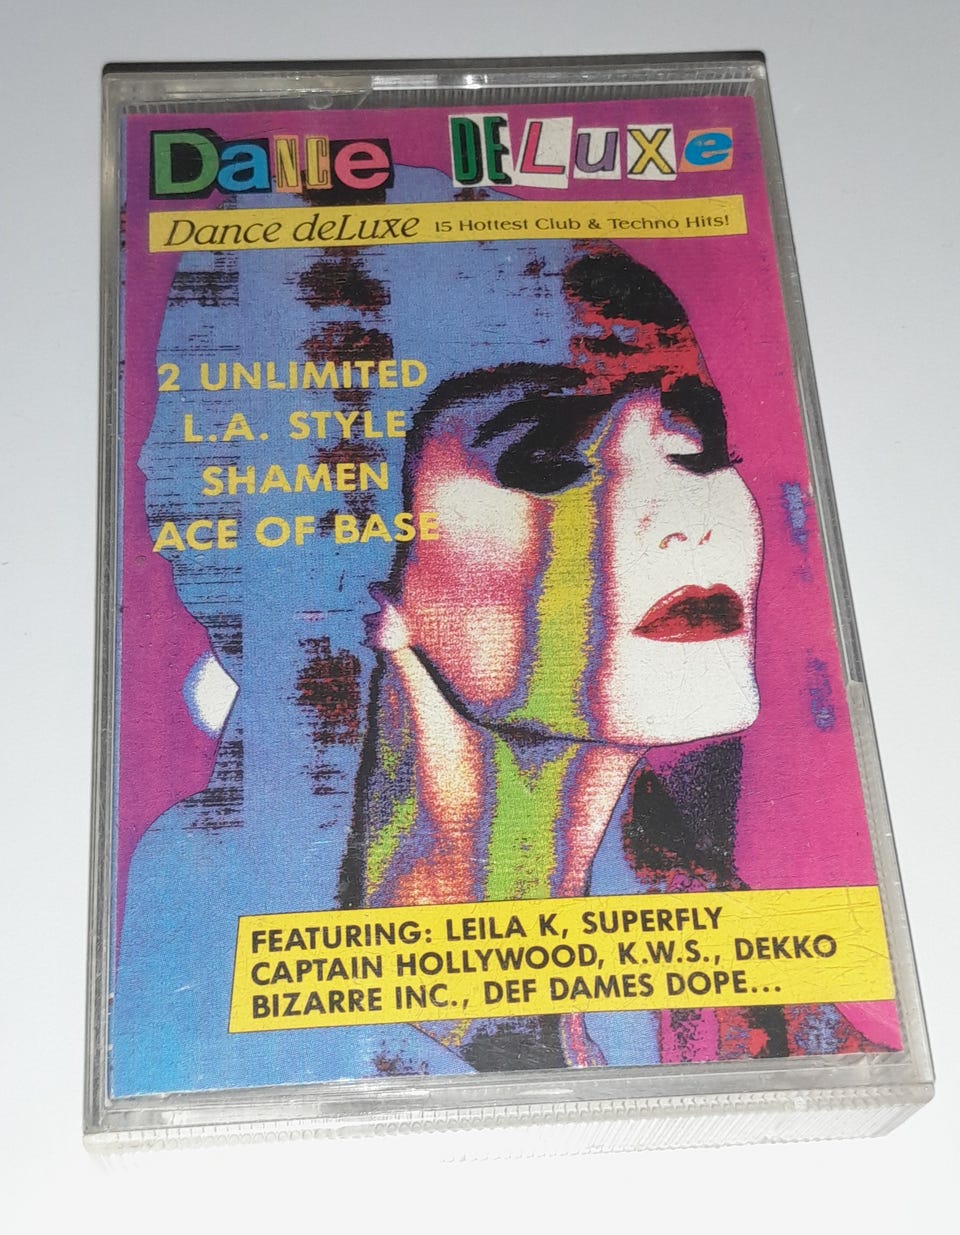 Dance DELuxe
Dance deLuxe 15 Hottest Club & Techno Hits!
2 UNLIMITED
L.A. STYLE
SHAMEN
ACE OF BASE
FEATURING: LEILA K, SUPERFLY
CAPTAIN HOLLYWOOD, K.W.S., DEKKO
BIZARRE INC., DEF DAMES DOPE...